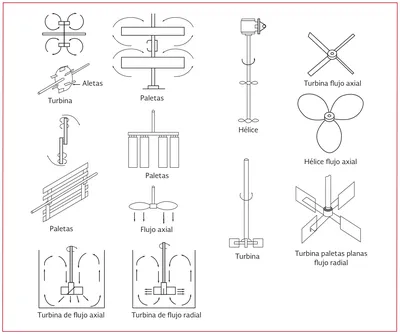 Aletas
Turbina
Paletas
Hélice
Turbina flujo axial
Paletas
Hélice flujo axial
Paletas
Flujo axial
Turbina
Turbina paletas planas
flujo radial
Turbina de flujo axial
Turbina de flujo radial